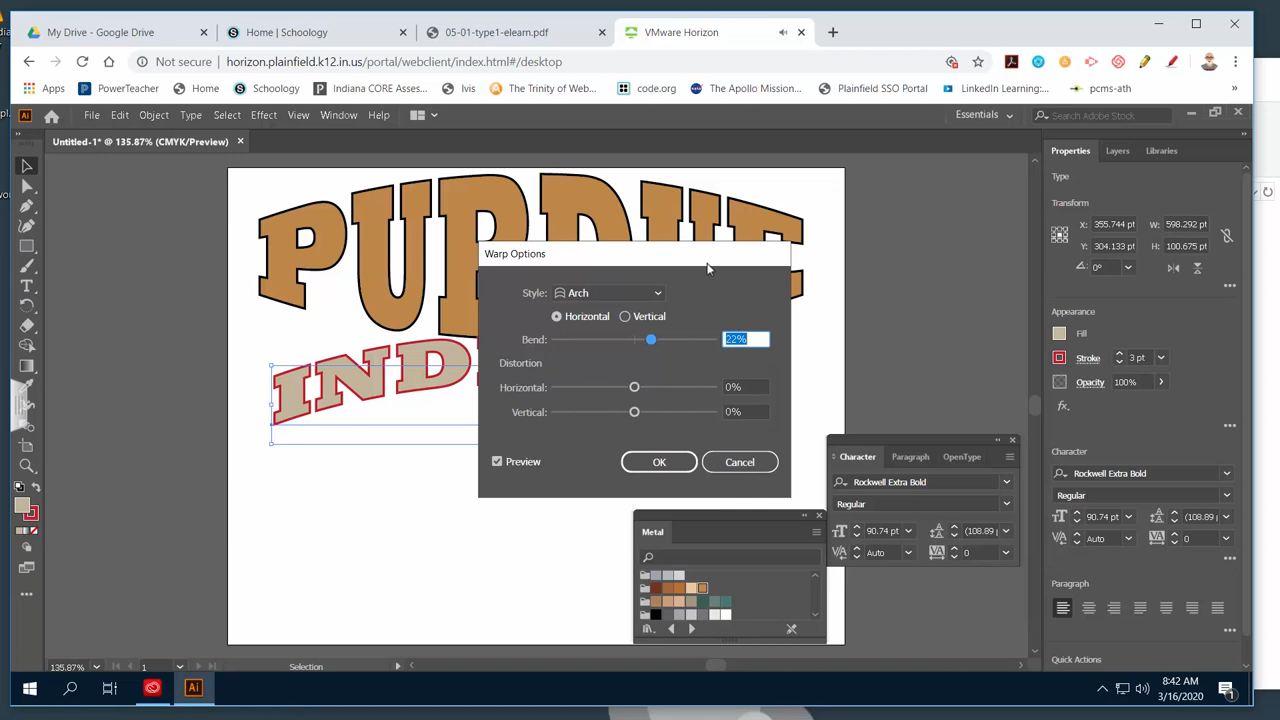 My Drive - Google Drive
Home | Schoology
05-01-type1-elearn.pdf
VMware Horizon
Not secure | horizon.plainfield.k12.in.us/portal/webclient/index.html#/desktop
Apps
PowerTeacher
Home
Schoology
Indiana CORE Asses...
Ivis
The Trinity of Web...
code.org
The Apollo Mission...
Plainfield SSO Portal
LinkedIn Learning:...
pcms-ath
»
Ai
File Edit Object Type Select Effect View Window Help
Essentials
Search Adobe Stock
Untitled-1* @ 135.87% (CMYK/Preview)
PURDUE
IND
Warp Options
Style: Arch
Horizontal Vertical
Bend: 22%
Distortion
Horizontal: 0%
Vertical: 0%
Preview OK Cancel
Metal
Character Paragraph OpenType
Rockwell Extra Bold
Regular
90.74 pt (108.89
Auto 0
Properties Layers Libraries
Type
Transform
X: 355.744 pt W: 598.292 pt
Y: 304.133 pt H: 100.675 pt
0°
Appearance
Fill
Stroke 3 pt
Opacity 100%
fx.
Character
Rockwell Extra Bold
Regular
90.74 pt (108.89
Auto 0
Paragraph
Quick Actions
135.87% 1 Selection
Ai
8:42 AM
3/16/2020
1